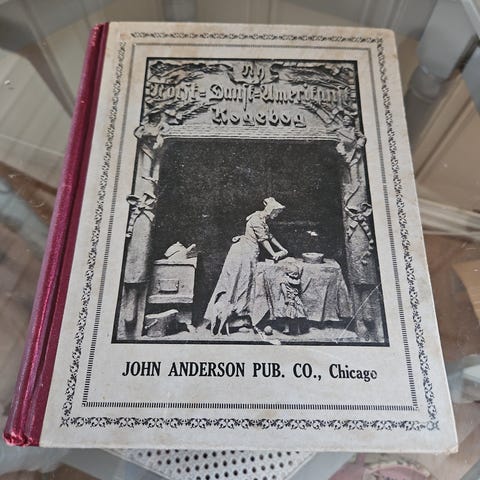 Ny
Norsk=Dansk=Amerikansk
Kogebog
JOHN ANDERSON PUB. CO., Chicago